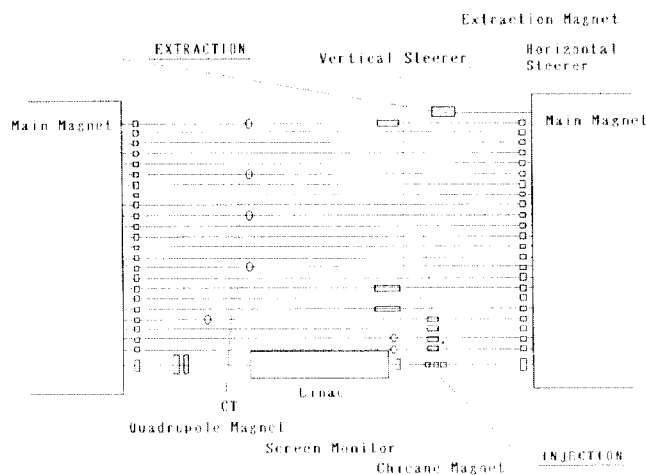 Extraction Magnet
EXTRACTION
Vertical Steerer
Horizontal
Steerer
Main Magnet
Main Magnet
Linac
CT
Quadrupole Magnet
Screen Monitor
Chicane Magnet
INJECTION